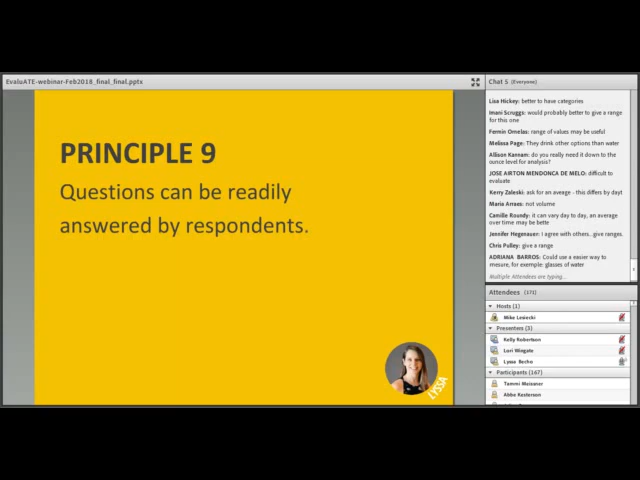 EvaluATE-webinar-Feb2018_final_final.pptx
PRINCIPLE 9
Questions can be readily
answered by respondents.
LYSSA
Chat 5 (Everyone)
Lisa Hickey: better to have categories
Imani Scruggs: would probably better to give a range
for this one
Fermin Ornelas: range of values may be useful
Melissa Page: They drink other options than water
Allison Kannam: do you really need it down to the
ounce level for analysis?
JOSE AIRTON MENDONCA DE MELO: difficult to
evaluate
Kerry Zaleski: ask for an aveage - this differs by dayt
Maria Arraes: not volume
Camille Roundy: it can vary day to day, an average
over time may be bette
Jennifer Hegenauer: I agree with others...give ranges.
Chris Pulley: give a range
ADRIANA BARROS: Could use a easier way to
mesure, for exemple: glasses of water
Multiple Attendees are typing...
Attendees (171)
Hosts (1)
Mike Lesiecki
Presenters (3)
Kelly Robertson
Lori Wingate
Lyssa Becho
Participants (167)
Tammi Meissner
Abba Kesterson